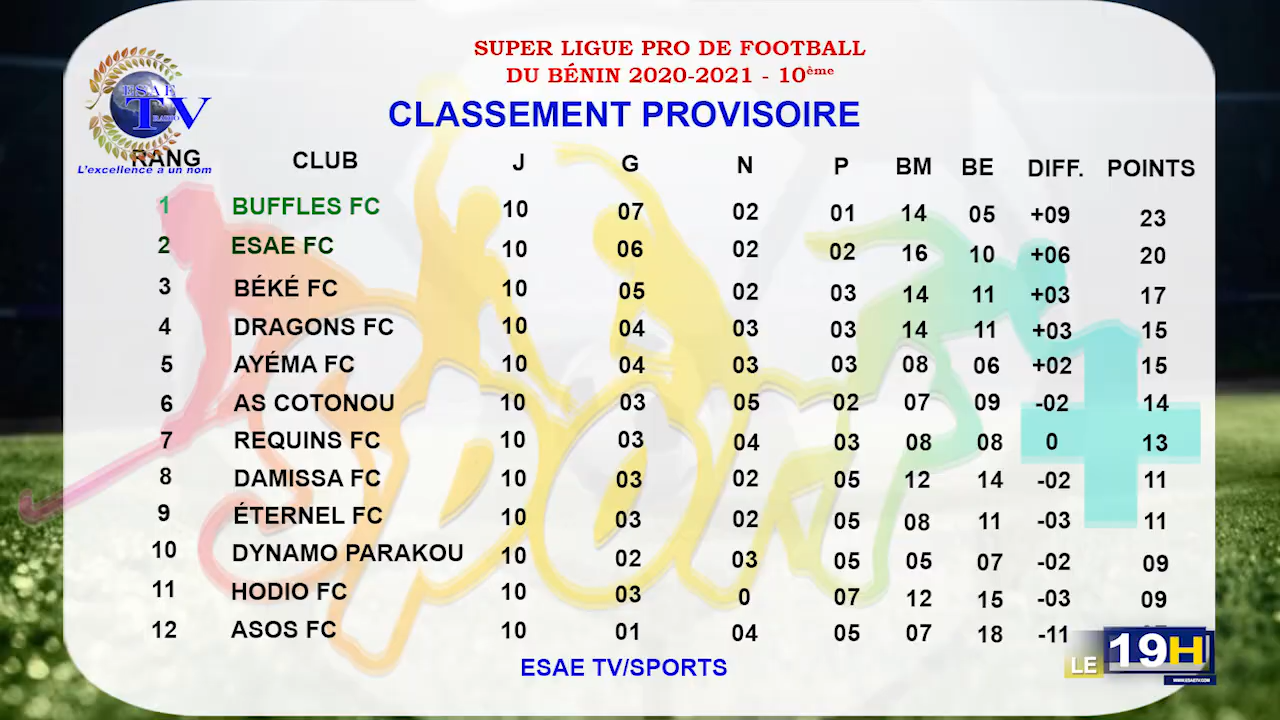 SUPER LIGUE PRO DE FOOTBALL
DU BÉNIN 2020-2021 - 10ème
CLASSEMENT PROVISOIRE
ESAE
TV
RADIO
L'excellence a un nom
RANG CLUB J G N P BM BE DIFF. POINTS
1 BUFFLES FC 10 07 02 01 14 05 +09 23
2 ESAE FC 10 06 02 02 16 10 +06 20
3 BÉKÉ FC 10 05 02 03 14 11 +03 17
4 DRAGONS FC 10 04 03 03 14 11 +03 15
5 AYÉMA FC 10 04 03 03 08 06 +02 15
6 AS COTONOU 10 03 05 02 07 09 -02 14
7 REQUINS FC 10 03 04 03 08 08 0 13
8 DAMISSA FC 10 03 02 05 12 14 -02 11
9 ÉTERNEL FC 10 03 02 05 08 11 -03 11
10 DYNAMO PARAKOU 10 02 03 05 05 07 -02 09
11 HODIO FC 10 03 0 07 12 15 -03 09
12 ASOS FC 10 01 04 05 07 18 -11
ESAE TV/SPORTS
LE 19H
WWW.ESAETV.COM
SPORT+